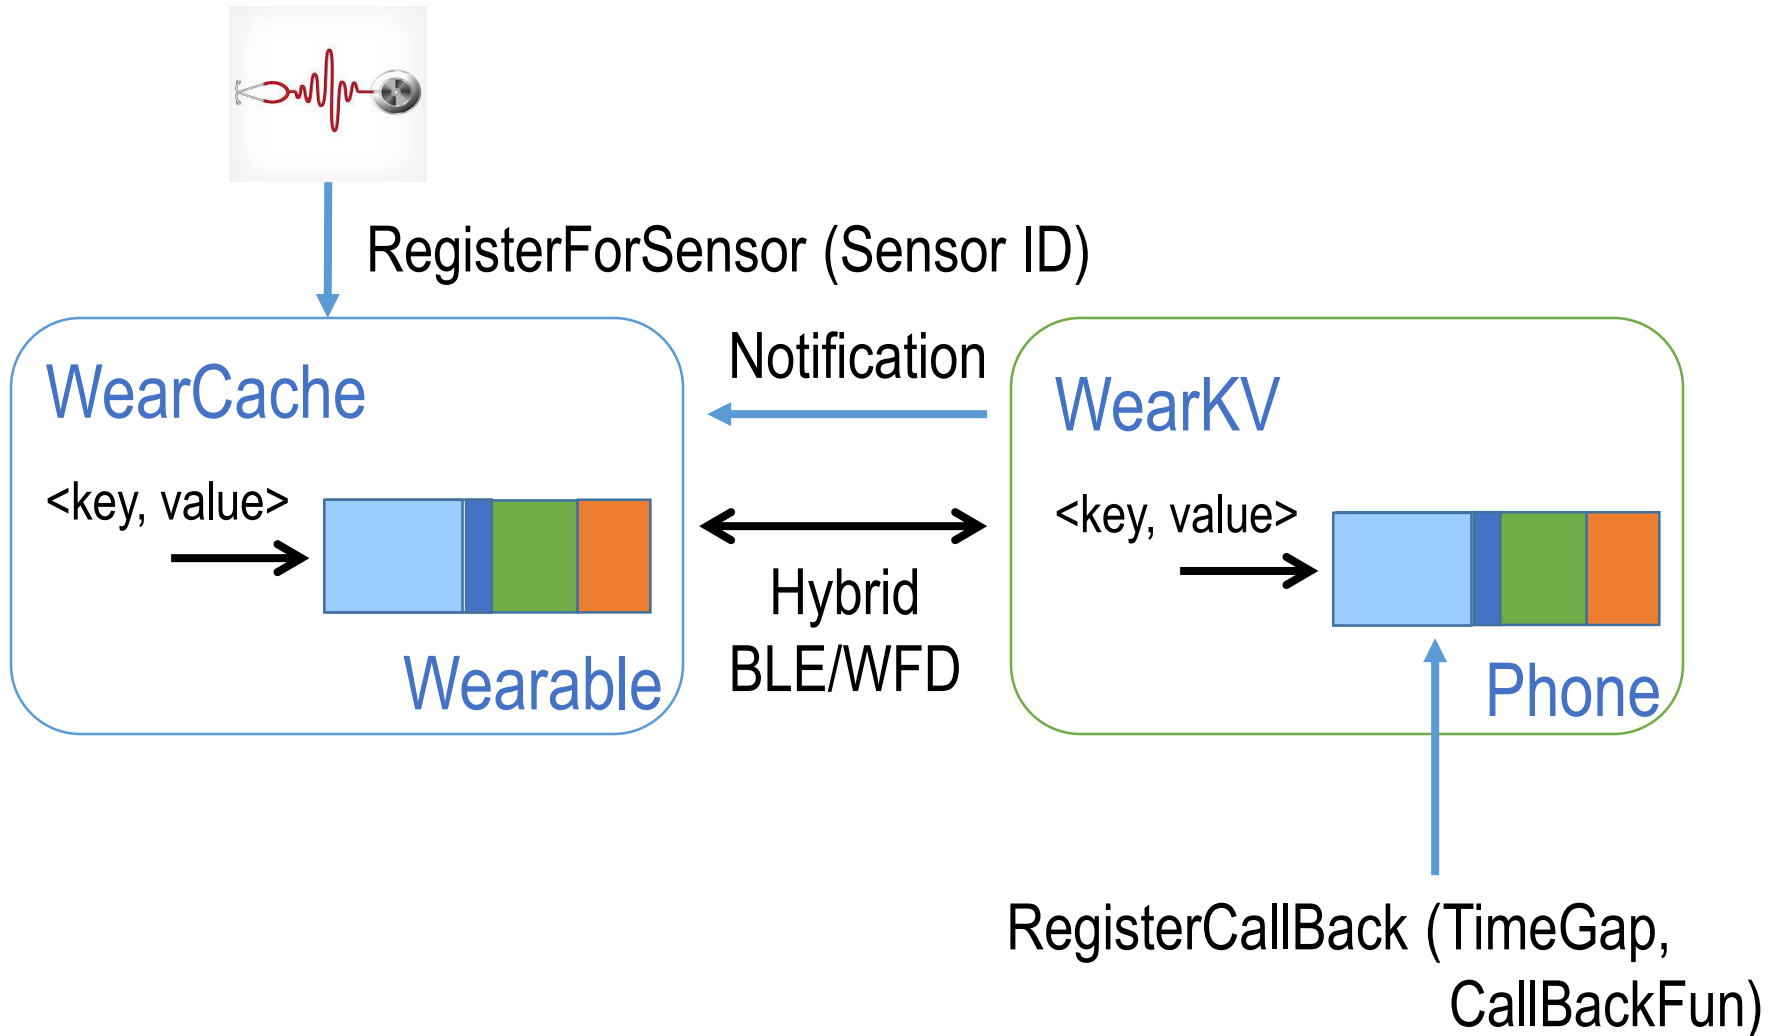 RegisterForSensor (Sensor ID)
WearCache
<key, value>
Wearable
Notification
Hybrid
BLE/WFD
WearKV
<key, value>
Phone
RegisterCallBack (TimeGap,
CallBackFun)